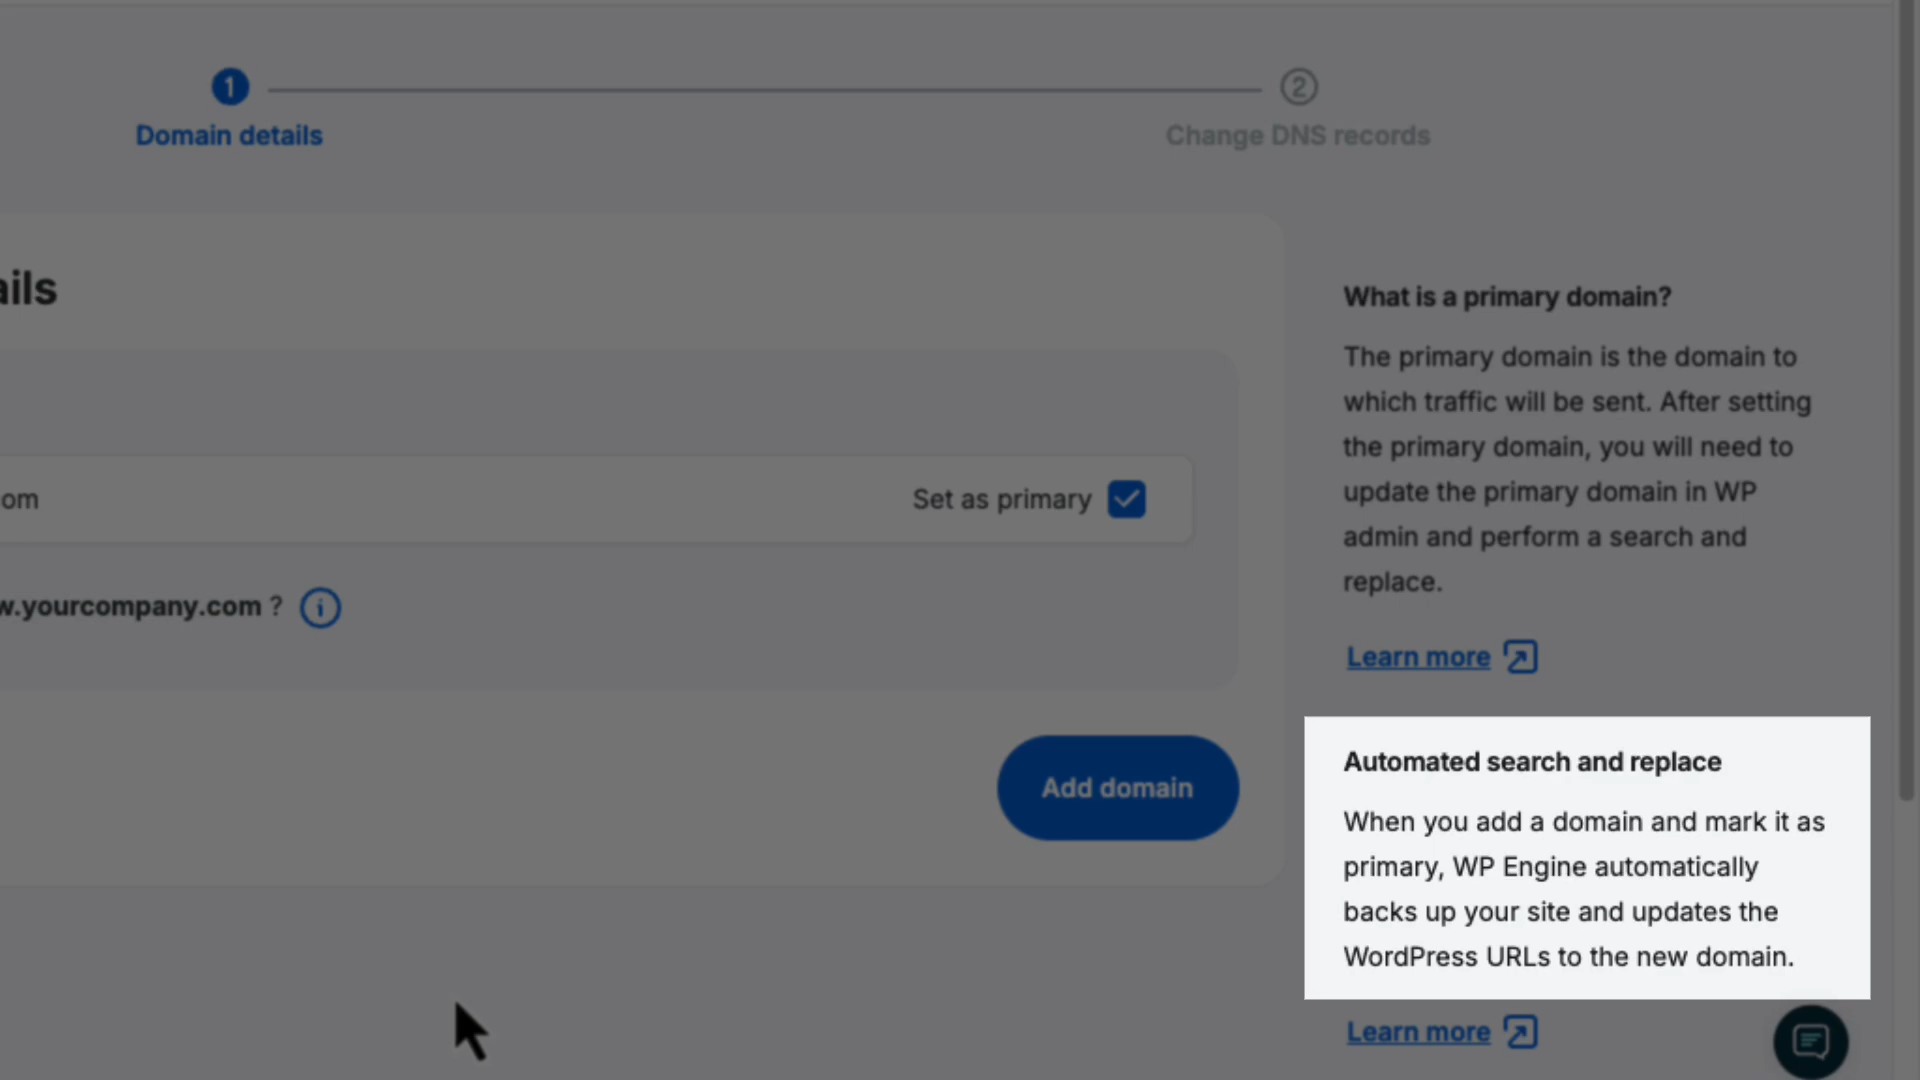 1
2
Domain details
Change DNS records
ails
What is a primary domain?
The primary domain is the domain to
which traffic will be sent. After setting
the primary domain, you will need to
update the primary domain in WP
admin and perform a search and
replace.
Learn more
om
Set as primary
w.yourcompany.com ?
Add domain
Automated search and replace
When you add a domain and mark it as
primary, WP Engine automatically
backs up your site and updates the
WordPress URLs to the new domain.
Learn more